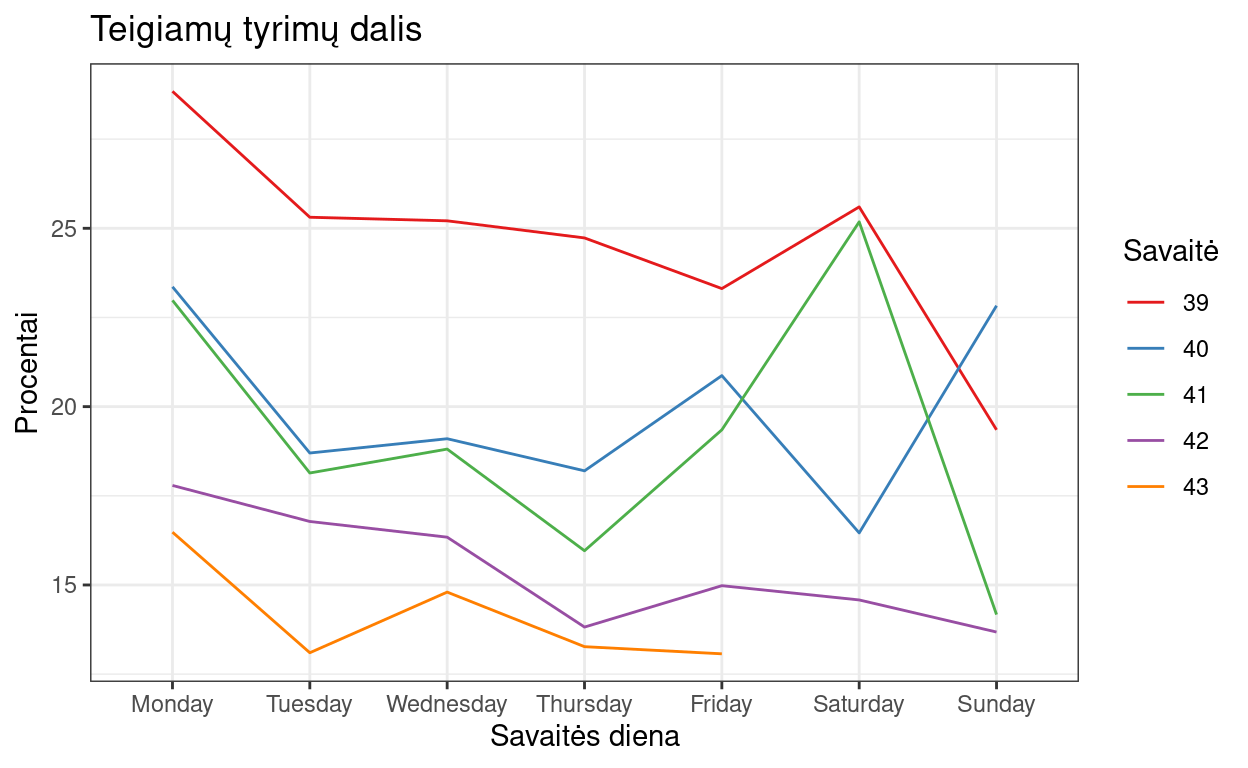 Teigiamų tyrimų dalis
Procentai
25
20
15
Monday
Tuesday
Wednesday
Thursday
Friday
Saturday
Sunday
Savaitės diena
Savaitė
39
40
41
42
43